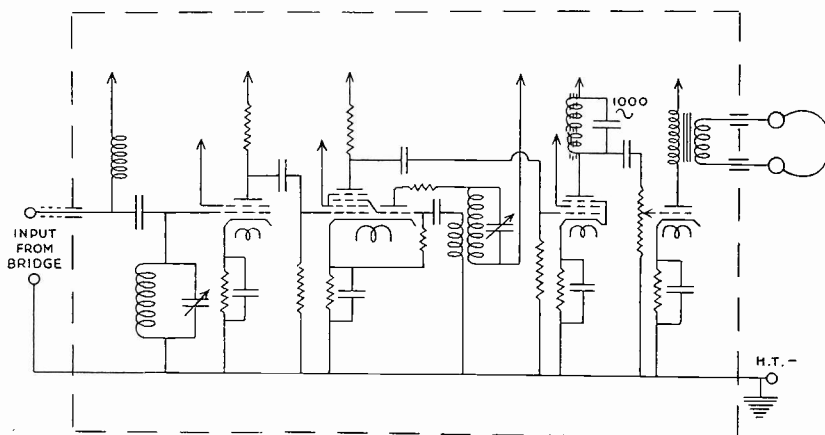 1000
~
INPUT
FROM
BRIDGE
H.T. –